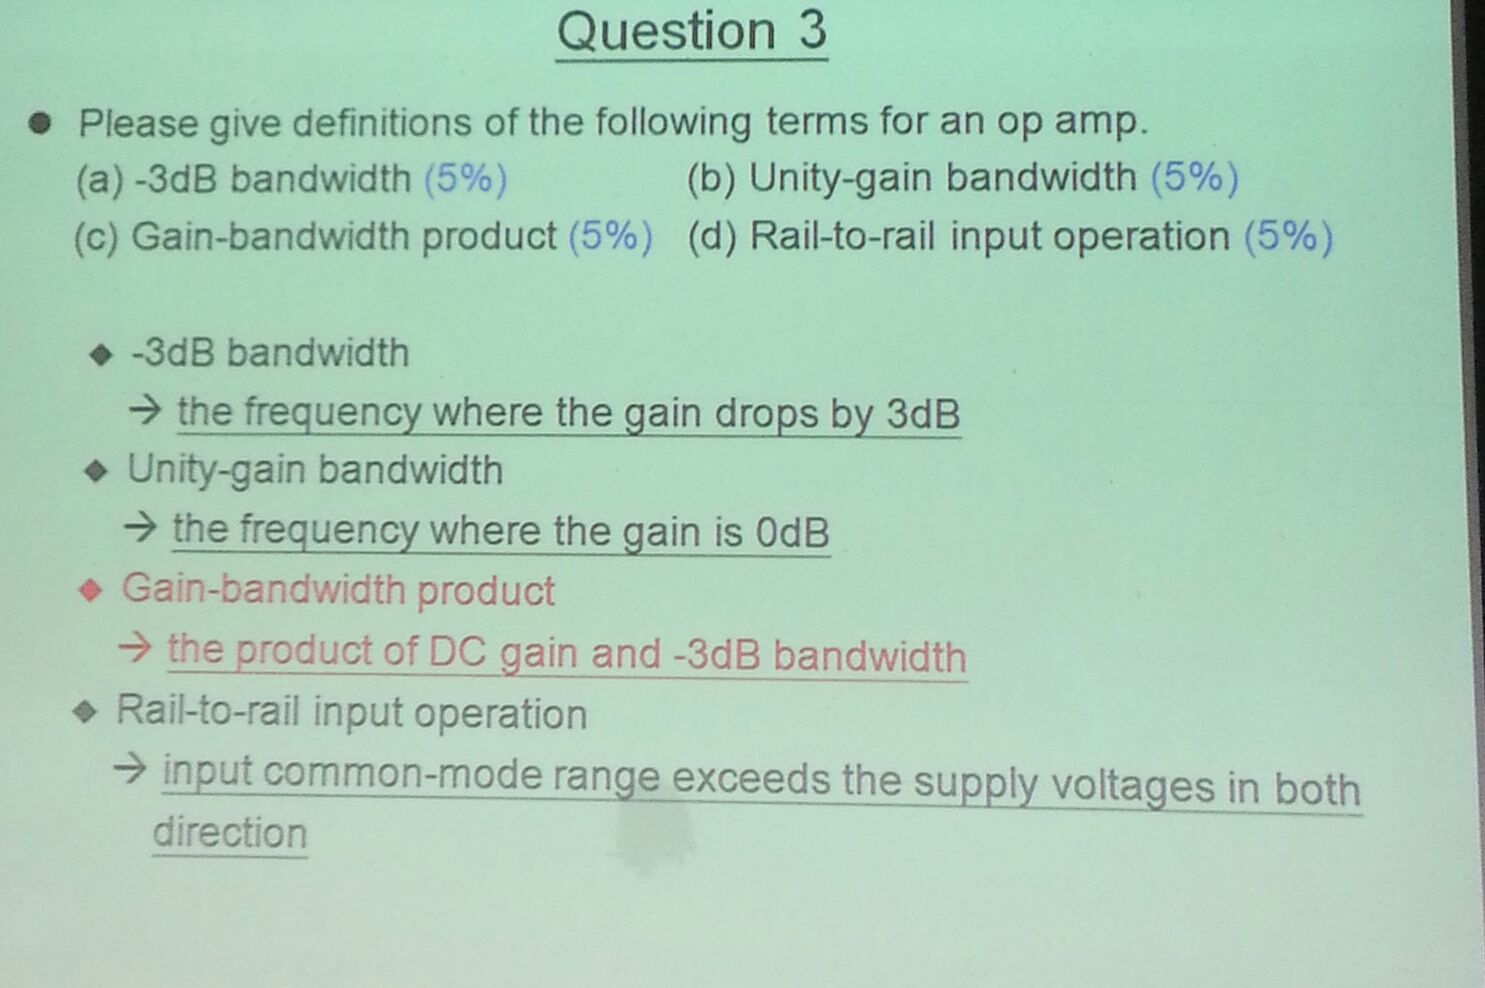 Question 3
● Please give definitions of the following terms for an op amp.
(a) -3dB bandwidth (5%) (b) Unity-gain bandwidth (5%)
(c) Gain-bandwidth product (5%) (d) Rail-to-rail input operation (5%)
◆ -3dB bandwidth
→ the frequency where the gain drops by 3dB
◆ Unity-gain bandwidth
→ the frequency where the gain is 0dB
◆ Gain-bandwidth product
→ the product of DC gain and -3dB bandwidth
◆ Rail-to-rail input operation
→ input common-mode range exceeds the supply voltages in both
direction